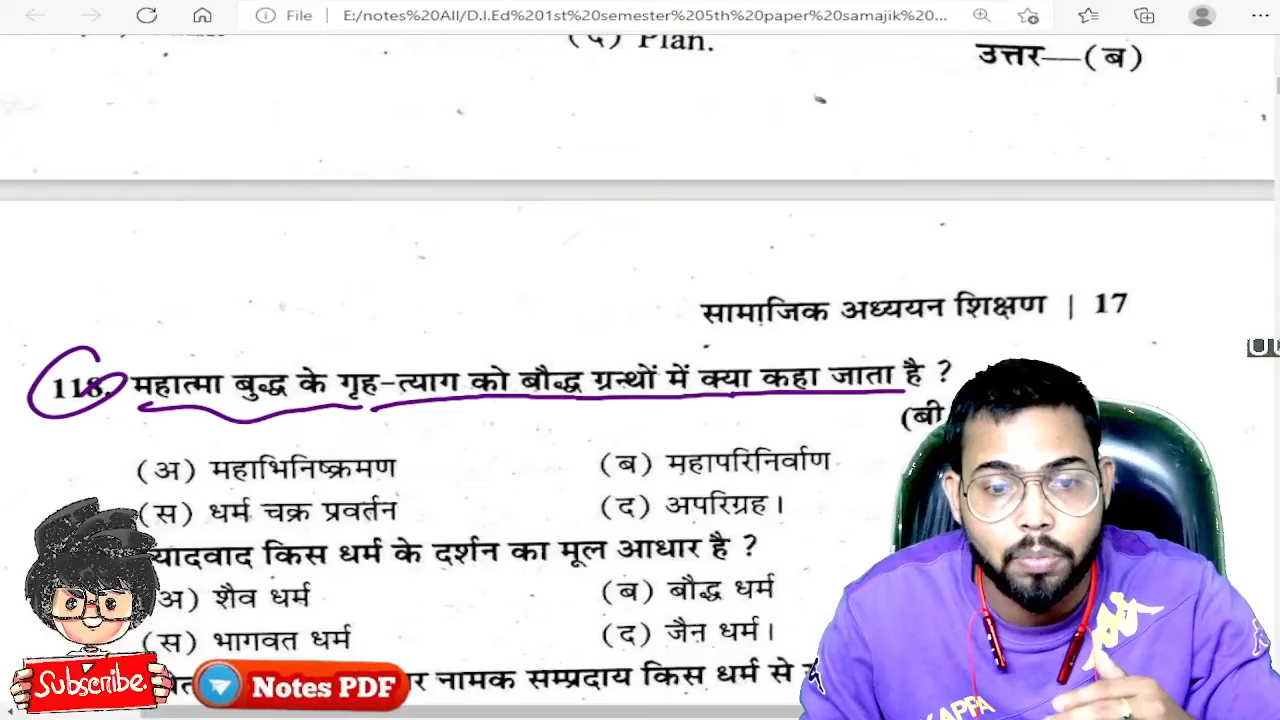 File E:/notes%20All/D.I.Ed%201st%20semester%205th%20paper%20samajik%20...
(द) Plan.
उत्तर—(ब)
सामाजिक अध्ययन शिक्षण | 17
118. महात्मा बुद्ध के गृह-त्याग को बौद्ध ग्रन्थों में क्या कहा जाता है ?
(बी
(अ) महाभिनिष्क्रमण (ब) महापरिनिर्वाण
(स) धर्म चक्र प्रवर्तन (द) अपरिग्रह।
यादवाद किस धर्म के दर्शन का मूल आधार है ?
अ) शैव धर्म (ब) बौद्ध धर्म
(स) भागवत धर्म (द) जैन धर्म।
र नामक सम्प्रदाय किस धर्म से
Subscribe.
Notes PDF
KAPPA